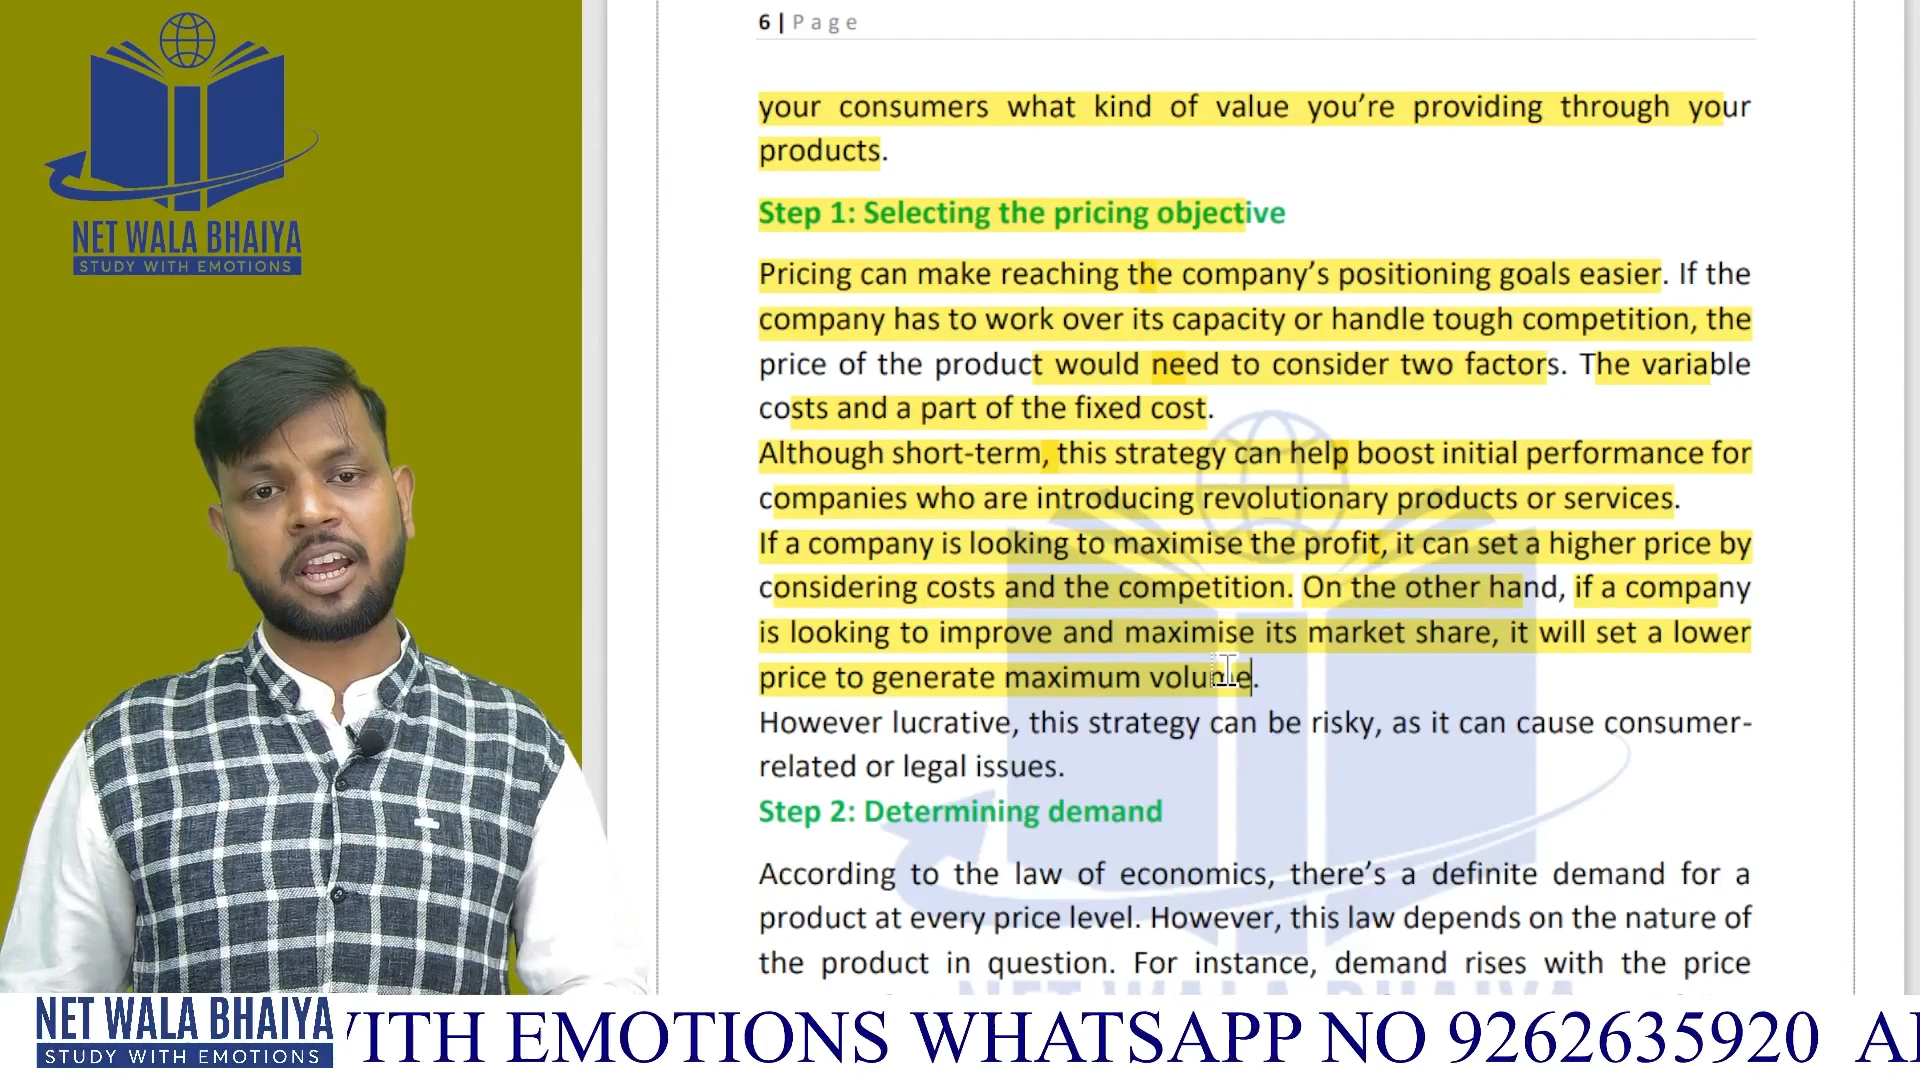 NET WALA BHAIYA
STUDY WITH EMOTIONS
6 | Page
your consumers what kind of value you’re providing through your
products.
Step 1: Selecting the pricing objective
Pricing can make reaching the company’s positioning goals easier. If the
company has to work over its capacity or handle tough competition, the
price of the product would need to consider two factors. The variable
costs and a part of the fixed cost.
Although short-term, this strategy can help boost initial performance for
companies who are introducing revolutionary products or services.
If a company is looking to maximise the profit, it can set a higher price by
considering costs and the competition. On the other hand, if a company
is looking to improve and maximise its market share, it will set a lower
price to generate maximum volume.
However lucrative, this strategy can be risky, as it can cause consumer-
related or legal issues.
Step 2: Determining demand
According to the law of economics, there’s a definite demand for a
product at every price level. However, this law depends on the nature of
the product in question. For instance, demand rises with the price
NET WALA BHAIYA
STUDY WITH EMOTIONS
WITH EMOTIONS WHATSAPP NO 9262635920